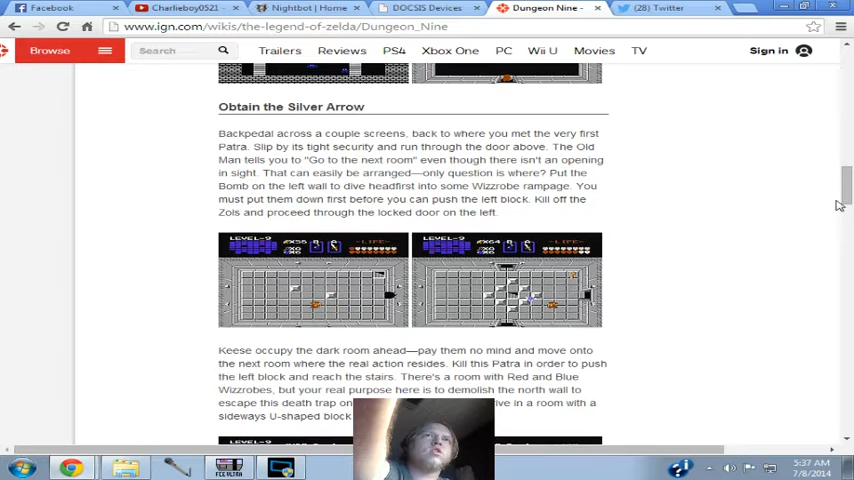 Facebook
Charlieboy0521 -
Nightbot | Home
DOCSIS Devices
Dungeon Nine -
(28) Twitter
www.ign.com/wikis/the-legend-of-zelda/Dungeon_Nine
Browse
Search......
Trailers Reviews PS4 Xbox One PC Wii U Movies TV
Sign in
Obtain the Silver Arrow
Backpedal across a couple screens, back to where you met the very first
Patra. Slip by its tight security and run through the door above. The Old
Man tells you to "Go to the next room" even though there isn't an opening
in sight. That can easily be arranged—only question is where? Put the
Bomb on the left wall to dive headfirst into some Wizzrobe rampage. You
must put them down first before you can push the left block. Kill off the
Zols and proceed through the locked door on the left.
LEVEL-9 -LIFE-
LEVEL-9 -LIFE-
Keese occupy the dark room ahead—pay them no mind and move onto
the next room where the real action resides. Kill this Patra in order to push
the left block and reach the stairs. There's a room with Red and Blue
Wizzrobes, but your real purpose here is to demolish the north wall to
escape this death trap on ive in a room with a
sideways U-shaped block
FCE ULTRA
5:37 AM
7/8/2014